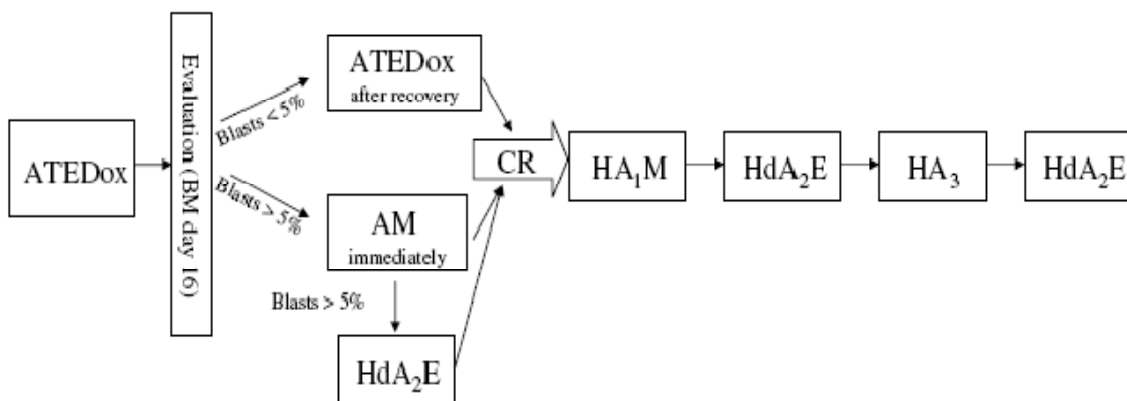 ATEDox
Evaluation (BM day 16)
Blasts < 5%
Blasts > 5%
ATEDox
after recovery
AM
immediately
Blasts > 5%
HdA₂E
CR
HA₁M
HdA₂E
HA₃
HdA₂E